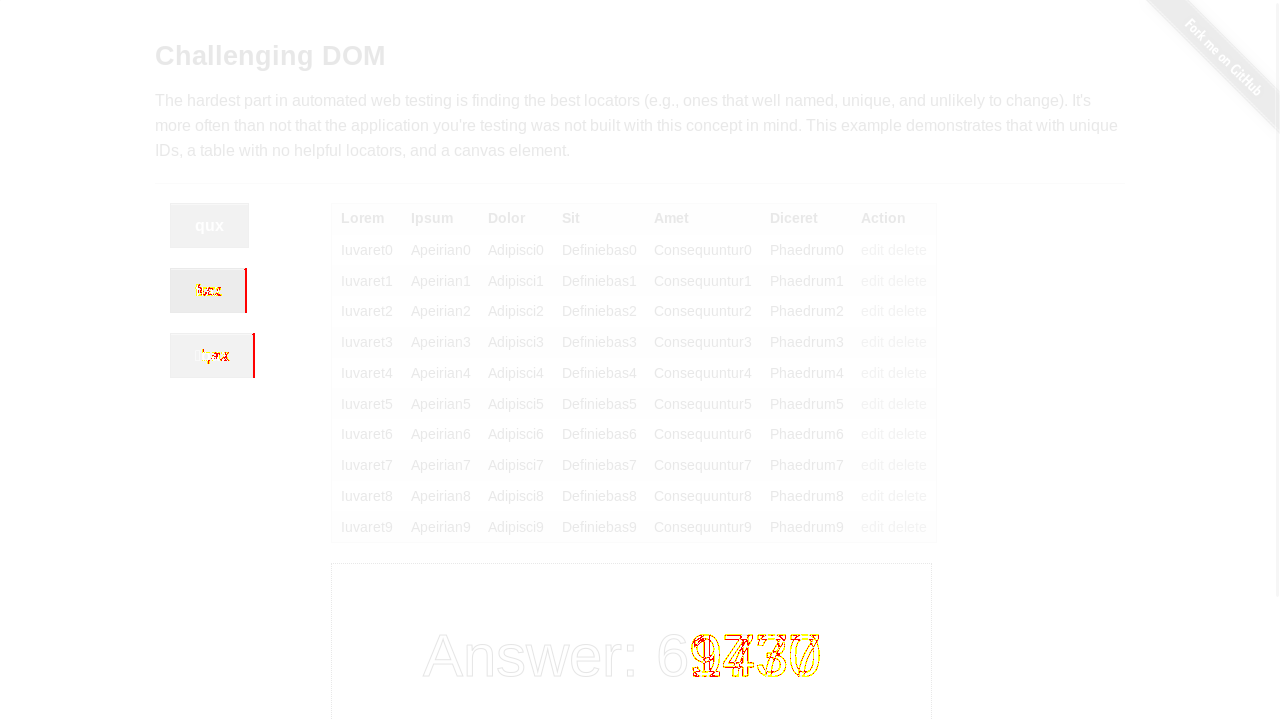 Challenging DOM
Fork me on GitHub
The hardest part in automated web testing is finding the best locators (e.g., ones that well named, unique, and unlikely to change). It's
more often than not that the application you're testing was not built with this concept in mind. This example demonstrates that with unique
IDs, a table with no helpful locators, and a canvas element.
qux
Lorem Ipsum Dolor Sit Amet Diceret Action
Iuvaret0 Apeirian0 Adipisci0 Definiebas0 Consequuntur0 Phaedrum0 edit delete
Iuvaret1 Apeirian1 Adipisci1 Definiebas1 Consequuntur1 Phaedrum1 edit delete
Iuvaret2 Apeirian2 Adipisci2 Definiebas2 Consequuntur2 Phaedrum2 edit delete
Iuvaret3 Apeirian3 Adipisci3 Definiebas3 Consequuntur3 Phaedrum3 edit delete
Iuvaret4 Apeirian4 Adipisci4 Definiebas4 Consequuntur4 Phaedrum4 edit delete
Iuvaret5 Apeirian5 Adipisci5 Definiebas5 Consequuntur5 Phaedrum5 edit delete
Iuvaret6 Apeirian6 Adipisci6 Definiebas6 Consequuntur6 Phaedrum6 edit delete
Iuvaret7 Apeirian7 Adipisci7 Definiebas7 Consequuntur7 Phaedrum7 edit delete
Iuvaret8 Apeirian8 Adipisci8 Definiebas8 Consequuntur8 Phaedrum8 edit delete
Iuvaret9 Apeirian9 Adipisci9 Definiebas9 Consequuntur9 Phaedrum9 edit delete
Answer: